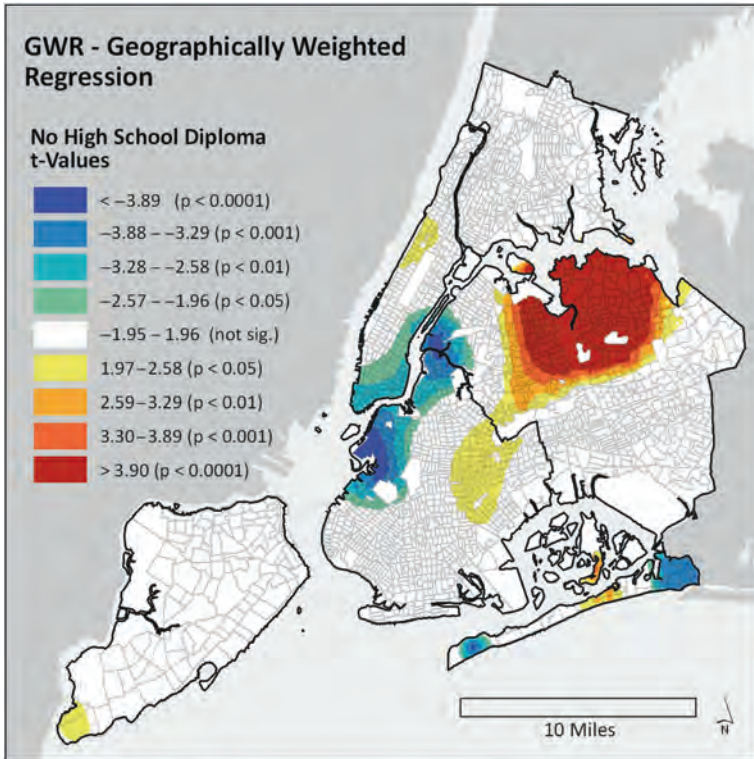 GWR - Geographically Weighted
Regression
No High School Diploma
t-Values
< −3.89 (p < 0.0001)
−3.88 – −3.29 (p < 0.001)
−3.28 – −2.58 (p < 0.01)
−2.57 – −1.96 (p < 0.05)
−1.95 – 1.96 (not sig.)
1.97 – 2.58 (p < 0.05)
2.59 – 3.29 (p < 0.01)
3.30 – 3.89 (p < 0.001)
> 3.90 (p < 0.0001)
10 Miles
N